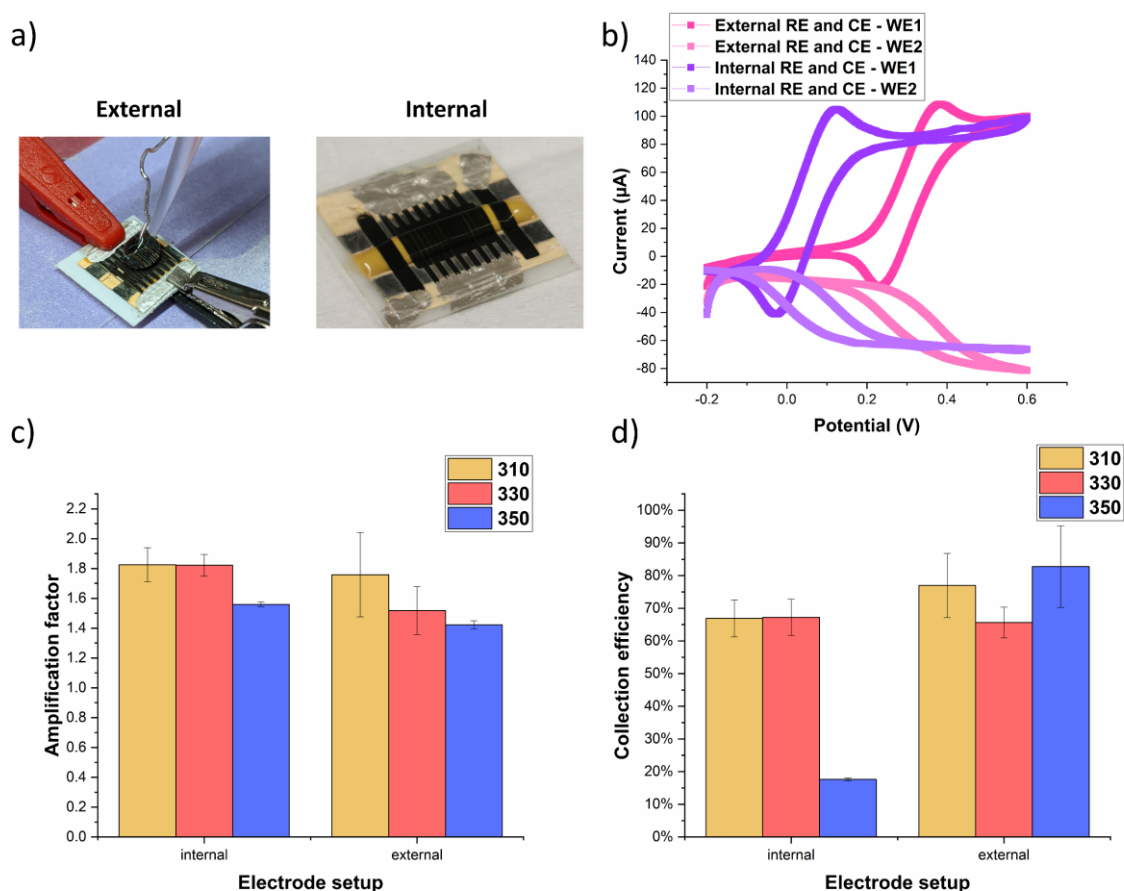 a)
External
Internal
b)
External RE and CE - WE1
External RE and CE - WE2
Internal RE and CE - WE1
Internal RE and CE - WE2
140
120
100
80
60
40
20
0
-20
-40
-60
-80
Current (µA)
-0.2
0.0
0.2
0.4
0.6
Potential (V)
c)
310
330
350
2.2
2.0
1.8
1.6
1.4
1.2
1.0
0.8
0.6
0.4
0.2
0.0
Amplification factor
internal
external
Electrode setup
d)
310
330
350
100%
90%
80%
70%
60%
50%
40%
30%
20%
10%
0%
Collection efficiency
internal
external
Electrode setup